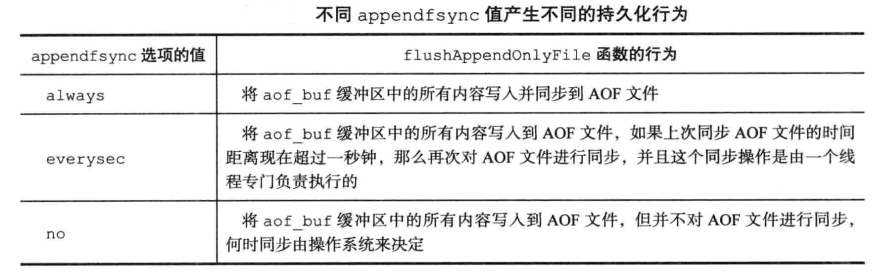 不同 appendfsync 值产生不同的持久化行为
appendfsync 选项的值
flushAppendOnlyFile 函数的行为
always
将 aof_buf 缓冲区中的所有内容写入并同步到 AOF 文件
everysec
将 aof_buf 缓冲区中的所有内容写入到 AOF 文件，如果上次同步 AOF 文件的时间
距离现在超过一秒钟，那么再次对 AOF 文件进行同步，并且这个同步操作是由一个线
程专门负责执行的
no
将 aof_buf 缓冲区中的所有内容写入到 AOF 文件，但并不对 AOF 文件进行同步，
何时同步由操作系统来决定